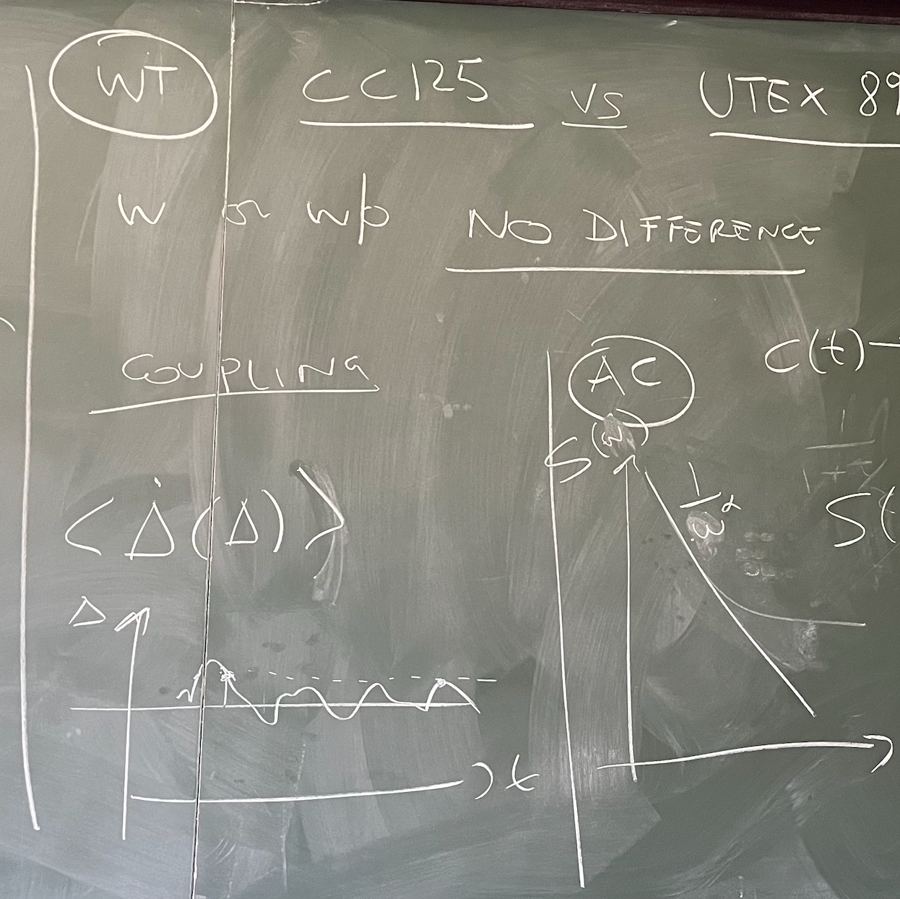 WT CC125 vs UTEX 89
w or w/o NO DIFFERENCE
COUPLING
< Δ̇ (Δ) >
Δ
t
AC
C(t)
S(ω)
1/ω^α
S(